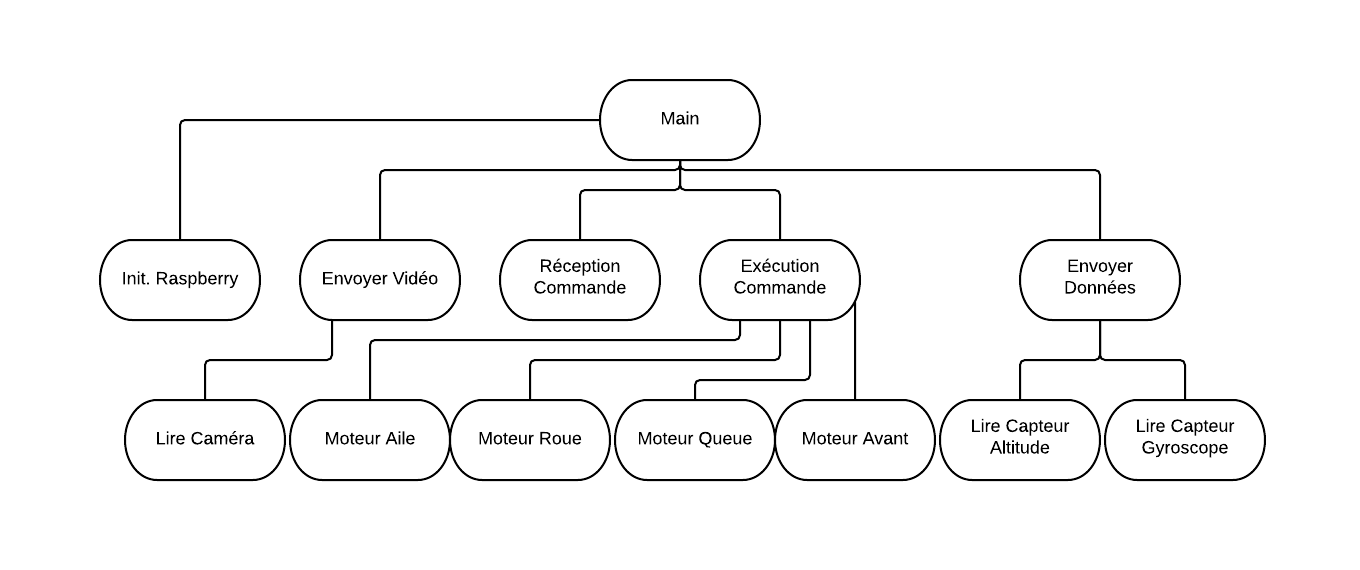 Main
Init. Raspberry
Envoyer Vidéo
Réception
Commande
Exécution
Commande
Envoyer
Données
Lire Caméra
Moteur Aile
Moteur Roue
Moteur Queue
Moteur Avant
Lire Capteur
Altitude
Lire Capteur
Gyroscope